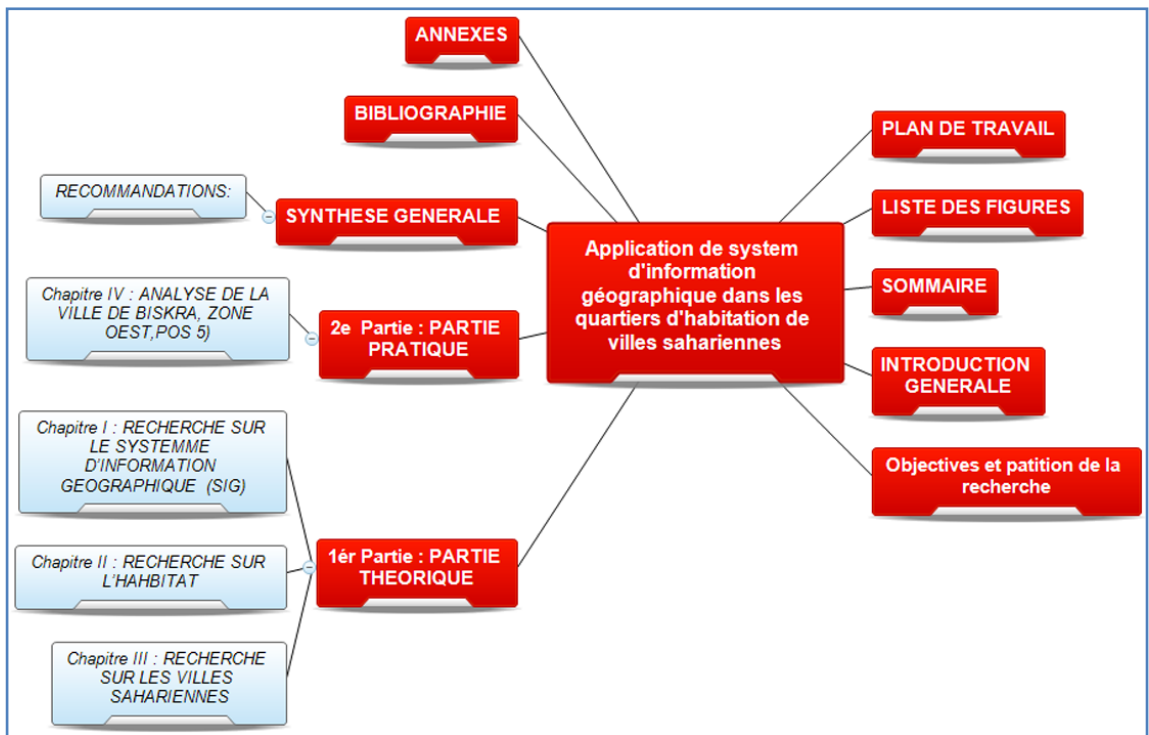 ANNEXES
BIBLIOGRAPHIE
RECOMMANDATIONS:
SYNTHESE GENERALE
Chapitre IV : ANALYSE DE LA
VILLE DE BISKRA, ZONE
OEST,POS 5)
2e Partie : PARTIE
PRATIQUE
Chapitre I : RECHERCHE SUR
LE SYSTEMME
D'INFORMATION
GEOGRAPHIQUE (SIG)
Chapitre II : RECHERCHE SUR
L'HAHBITAT
Chapitre III : RECHERCHE
SUR LES VILLES
SAHARIENNES
1ér Partie : PARTIE
THEORIQUE
Application de system
d'information
géographique dans les
quartiers d'habitation de
villes sahariennes
PLAN DE TRAVAIL
LISTE DES FIGURES
SOMMAIRE
INTRODUCTION
GENERALE
Objectives et patition de la
recherche